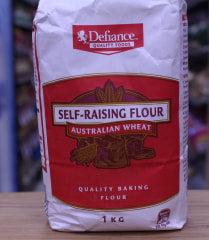 Defiance
QUALITY FOODS
SELF-RAISING FLOUR
AUSTRALIAN WHEAT
QUALITY BAKING
FLOUR
1 KG